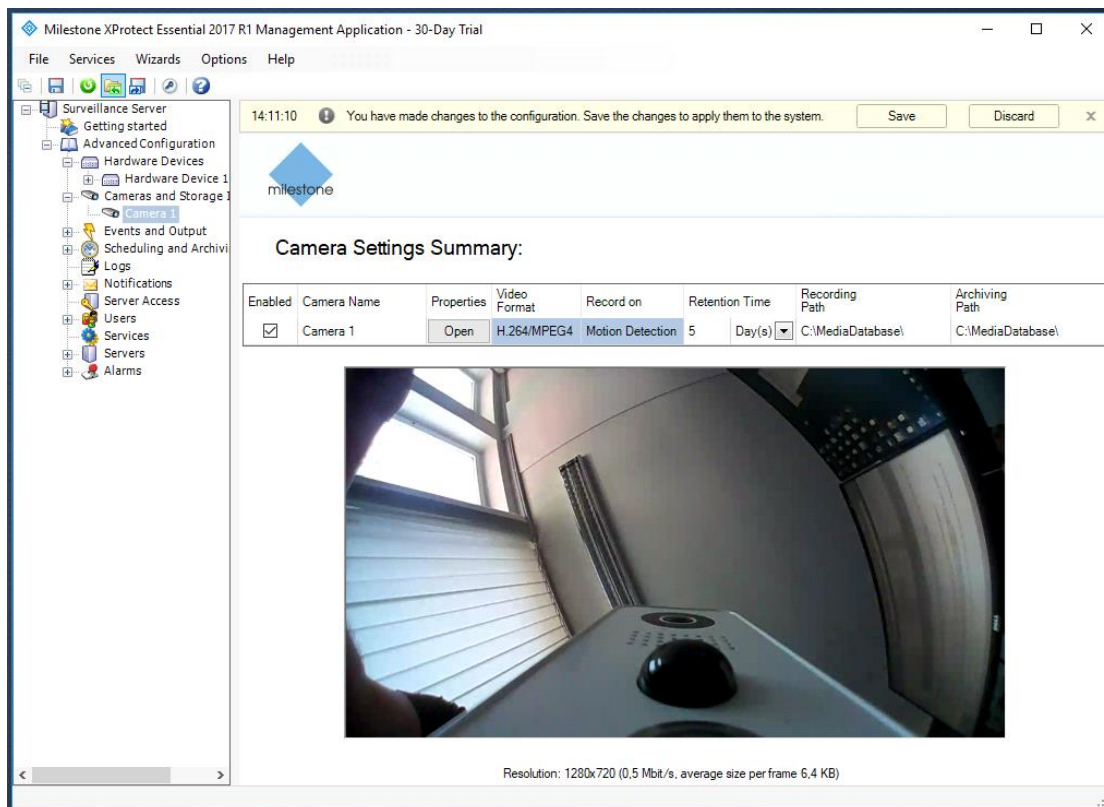 Milestone XProtect Essential 2017 R1 Management Application - 30-Day Trial
File Services Wizards Options Help
Surveillance Server
Getting started
Advanced Configuration
Hardware Devices
Hardware Device 1
Cameras and Storage I
Camera 1
Events and Output
Scheduling and Archivi
Logs
Notifications
Server Access
Users
Services
Servers
Alarms
14:11:10 You have made changes to the configuration. Save the changes to apply them to the system. Save Discard
milestone
Camera Settings Summary:
Enabled Camera Name Properties Video Format Record on Retention Time Recording Path Archiving Path
Camera 1 Open H.264/MPEG4 Motion Detection 5 Day(s) C:\MediaDatabase\ C:\MediaDatabase\
Resolution: 1280x720 (0,5 Mbit/s, average size per frame 6,4 KB)